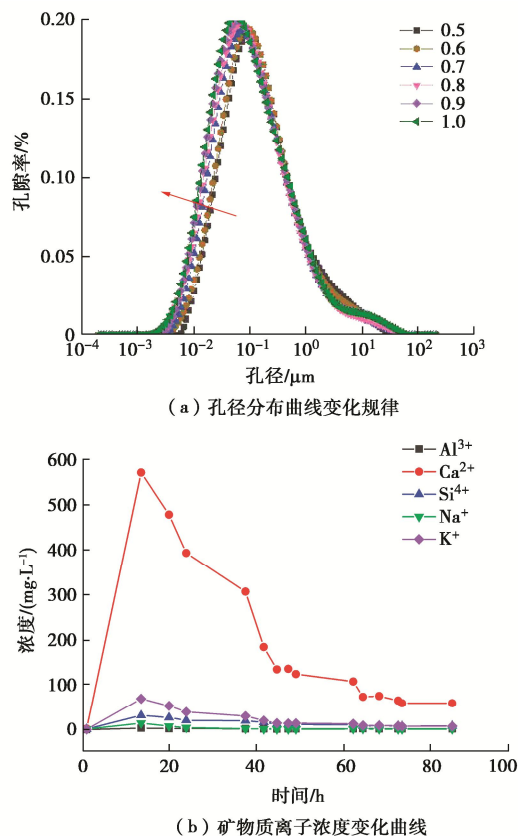 0.20
0.15
0.10
0.05
0
孔隙率/%
0.5
0.6
0.7
0.8
0.9
1.0
10⁻⁴ 10⁻³ 10⁻² 10⁻¹ 10⁰ 10¹ 10² 10³
孔径/μm
（a）孔径分布曲线变化规律
600
500
400
300
200
100
0
浓度/(mg·L⁻¹)
Al³⁺
Ca²⁺
Si⁴⁺
Na⁺
K⁺
0 20 40 60 80 100
时间/h
（b）矿物质离子浓度变化曲线